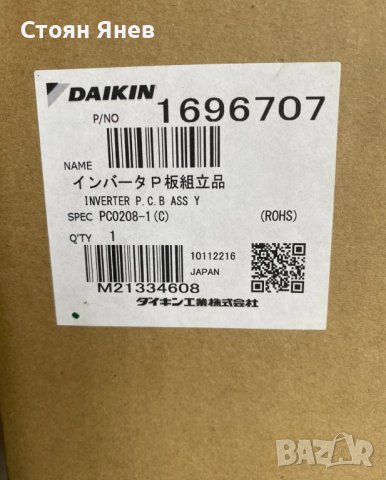 Стоян Янев
DAIKIN
P/NO 1696707
NAME
インバータP板組立品
INVERTER P.C.B ASS Y
SPEC PC0208-1(C) (ROHS)
Q'TY 1
10112216
JAPAN
M21334608
ダイキン工業株式会社
BAZAR